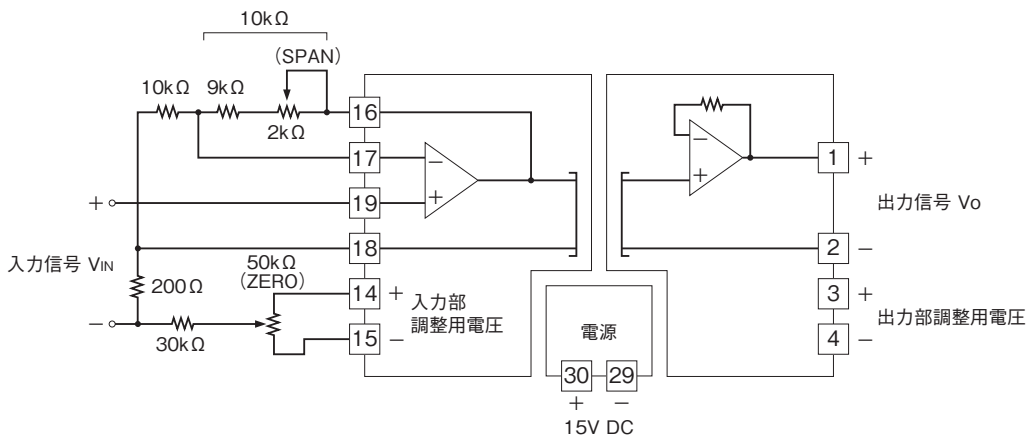 10kΩ
(SPAN)
10kΩ
9kΩ
2kΩ
16
17
19
18
14
15
+
入力信号 VIN
−
200Ω
30kΩ
50kΩ
(ZERO)
+
−
入力部
調整用電圧
−
+
−
+
電源
30
29
+
−
15V DC
1
+
出力信号 Vo
2
−
3
+
出力部調整用電圧
4
−